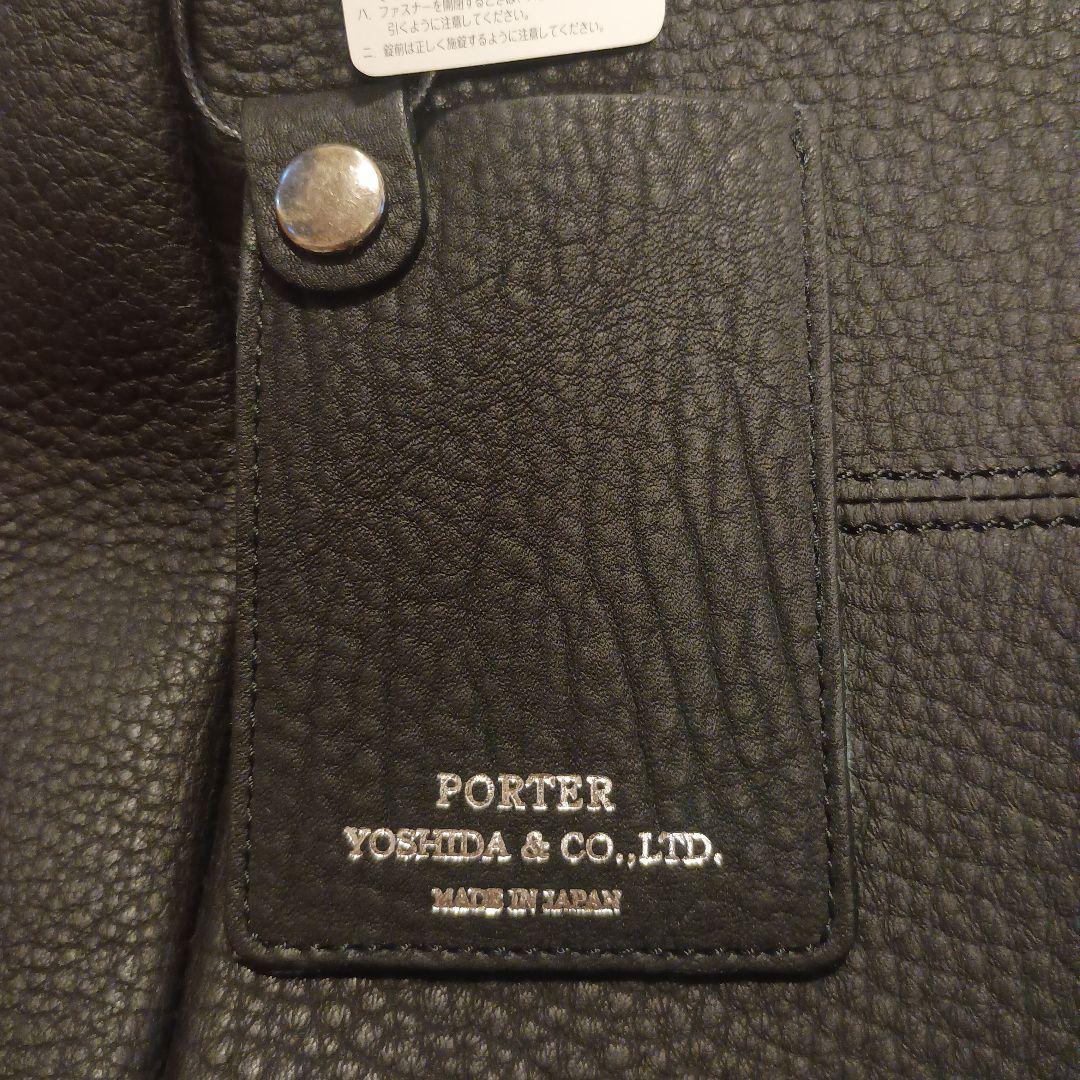 ハ. ファスナーを開閉するときは、
引くように注意してください。
ニ. 錠前は正しく施錠するように注意してください。
PORTER
YOSHIDA & CO.,LTD.
MADE IN JAPAN